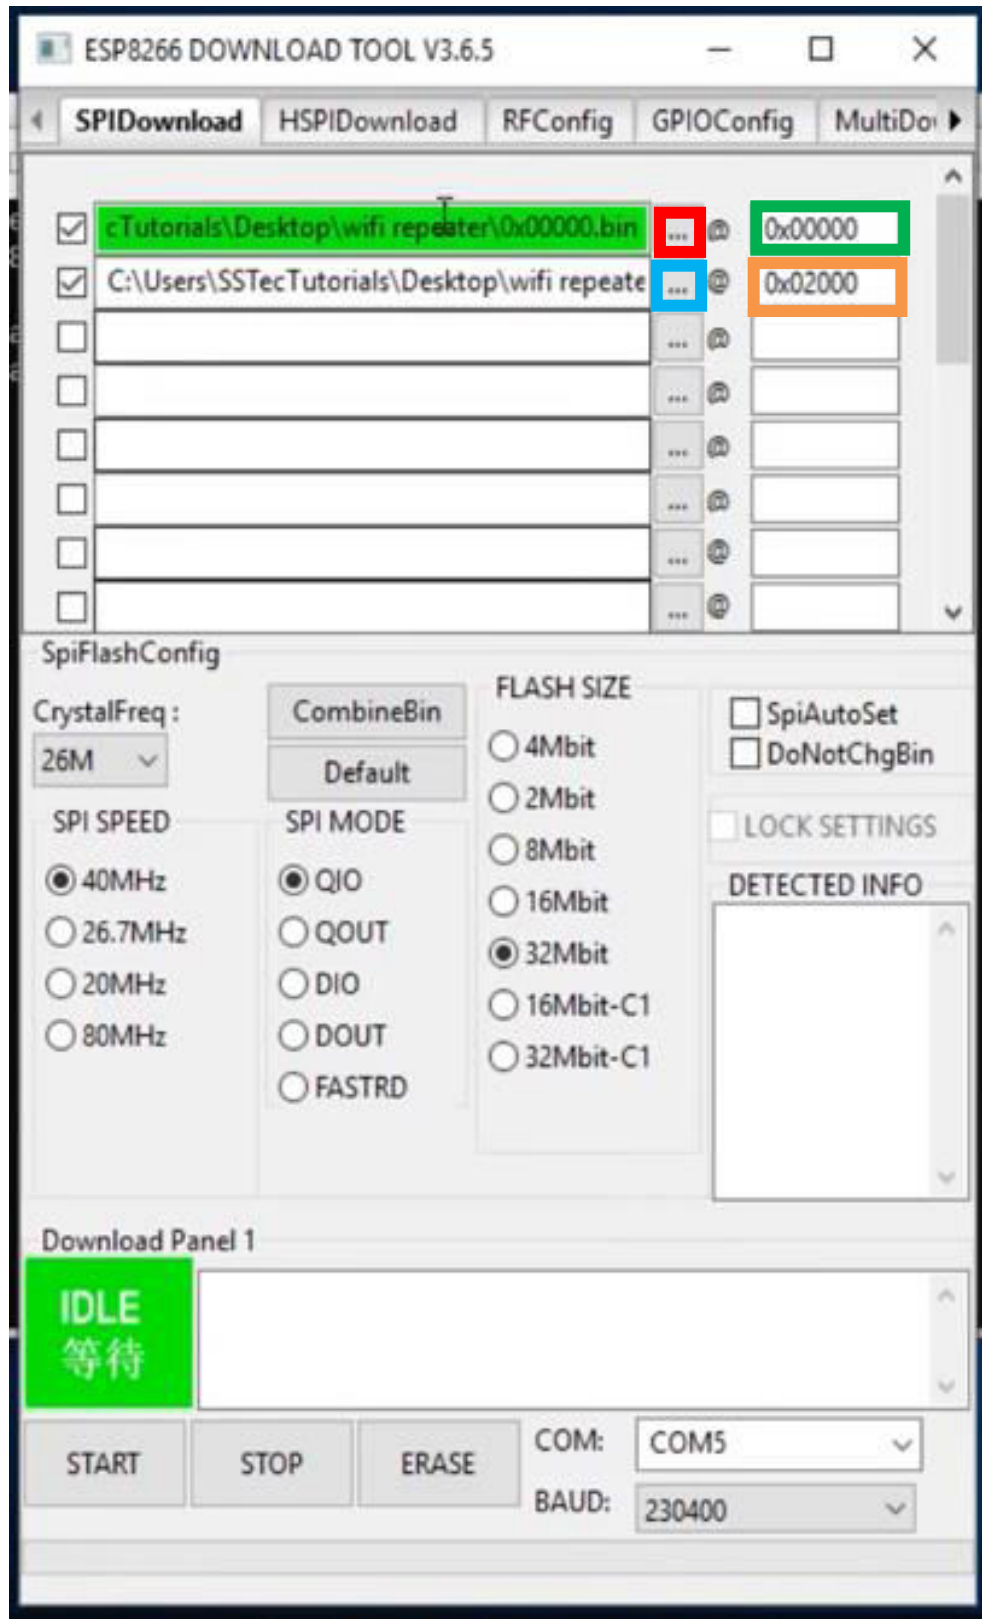 ESP8266 DOWNLOAD TOOL V3.6.5
SPIDownload HSPIDownload RFConfig GPIOConfig MultiDo
cTutorials\Desktop\wifi repeater\0x00000.bin ... @ 0x00000
C:\Users\SSTecTutorials\Desktop\wifi repeate ... @ 0x02000
... @
... @
... @
... @
... @
... @
SpiFlashConfig
CrystalFreq :
26M
CombineBin
Default
SPI SPEED
40MHz
26.7MHz
20MHz
80MHz
SPI MODE
QIO
QOUT
DIO
DOUT
FASTRD
FLASH SIZE
4Mbit
2Mbit
8Mbit
16Mbit
32Mbit
16Mbit-C1
32Mbit-C1
SpiAutoSet
DoNotChgBin
LOCK SETTINGS
DETECTED INFO
Download Panel 1
IDLE
等待
START STOP ERASE
COM: COM5
BAUD: 230400